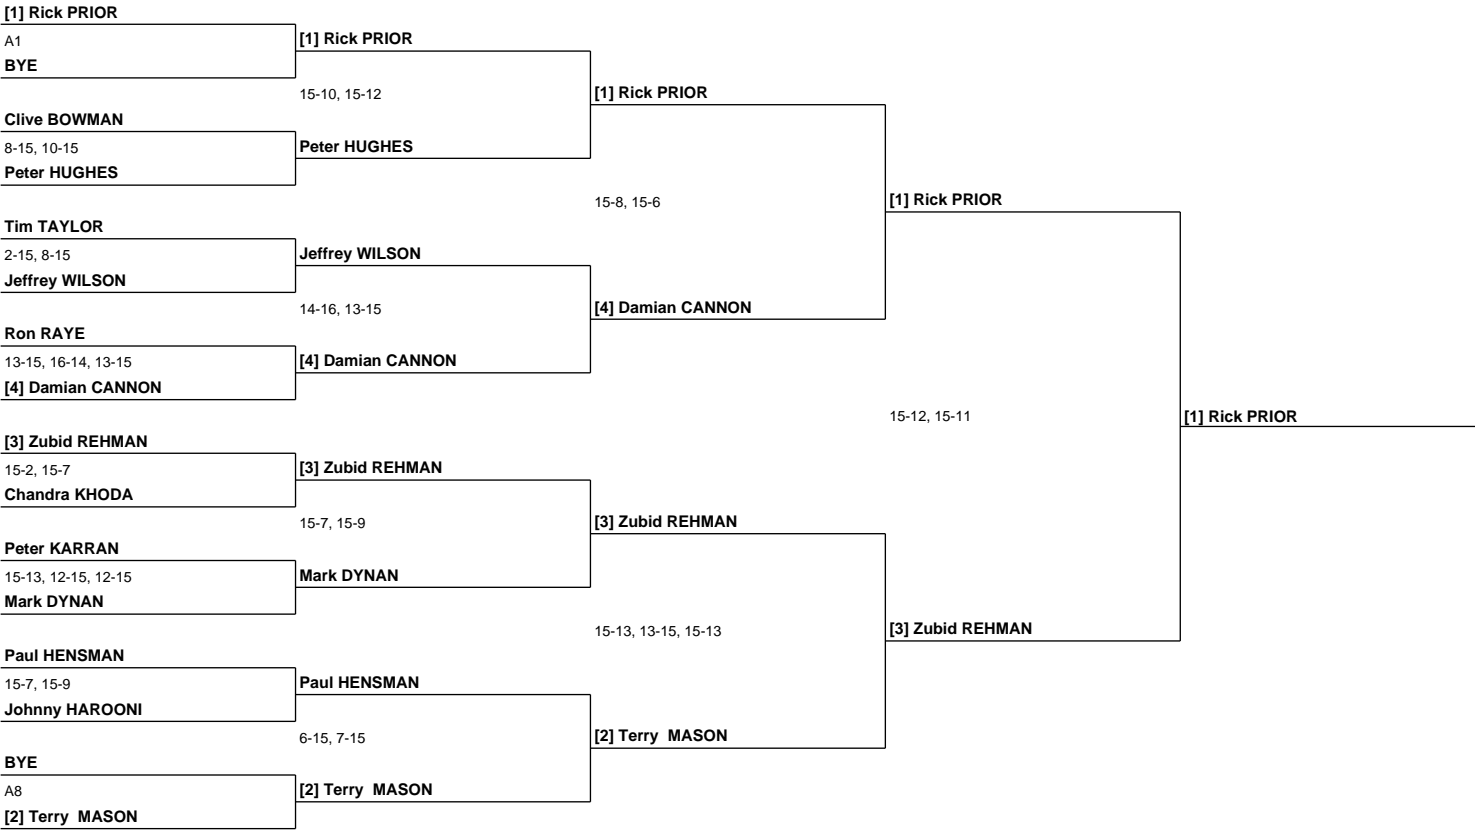 [1] Rick PRIOR
A1
BYE
[1] Rick PRIOR
15-10, 15-12
Clive BOWMAN
8-15, 10-15
Peter HUGHES
Peter HUGHES
[1] Rick PRIOR
15-8, 15-6
Tim TAYLOR
2-15, 8-15
Jeffrey WILSON
Jeffrey WILSON
14-16, 13-15
Ron RAYE
13-15, 16-14, 13-15
[4] Damian CANNON
[4] Damian CANNON
[4] Damian CANNON
[1] Rick PRIOR
15-12, 15-11
[1] Rick PRIOR
[3] Zubid REHMAN
15-2, 15-7
Chandra KHODA
[3] Zubid REHMAN
15-7, 15-9
Peter KARRAN
15-13, 12-15, 12-15
Mark DYNAN
Mark DYNAN
[3] Zubid REHMAN
15-13, 13-15, 15-13
[3] Zubid REHMAN
Paul HENSMAN
15-7, 15-9
Johnny HAROONI
Paul HENSMAN
6-15, 7-15
BYE
A8
[2] Terry  MASON
[2] Terry  MASON
[2] Terry  MASON